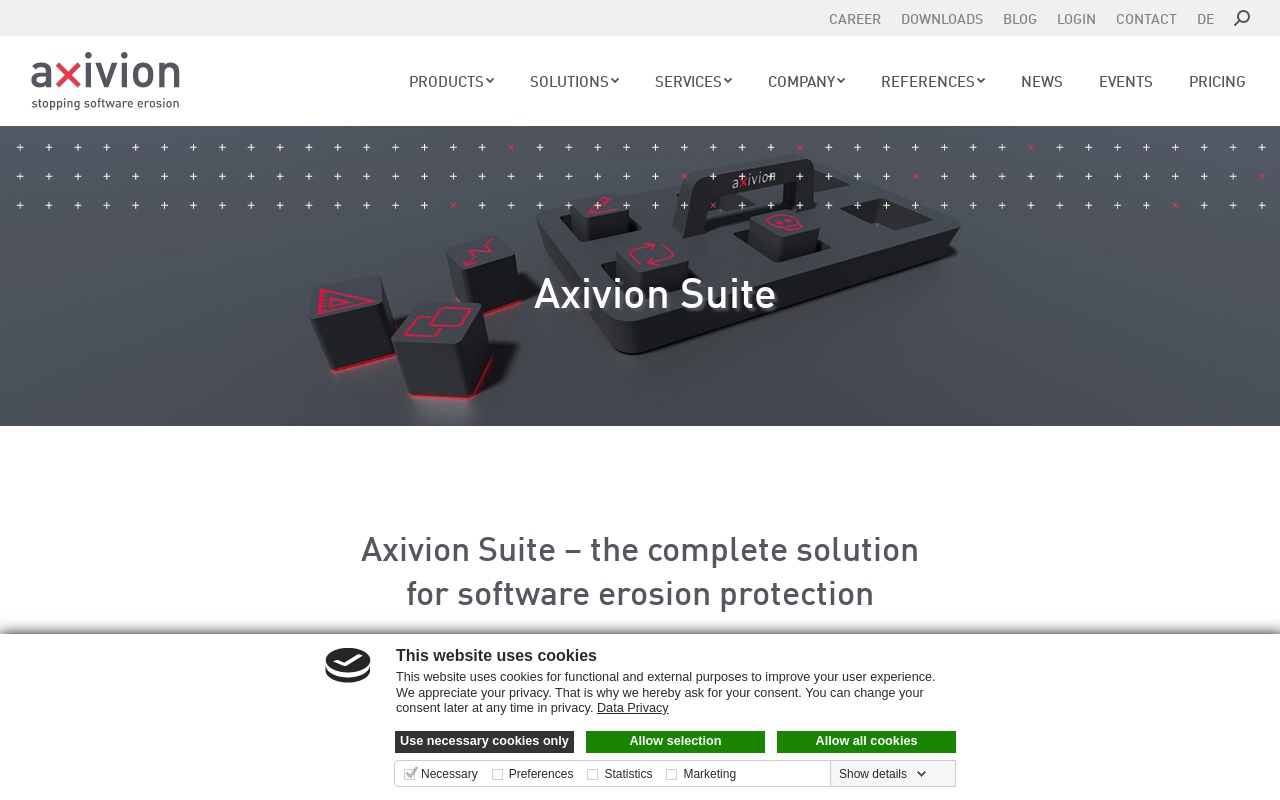 CAREER DOWNLOADS BLOG LOGIN CONTACT DE
axivion
stopping software erosion
PRODUCTS SOLUTIONS SERVICES COMPANY REFERENCES NEWS EVENTS PRICING
axivion
Axivion Suite
Axivion Suite – the complete solution
for software erosion protection
This website uses cookies
This website uses cookies for functional and external purposes to improve your user experience.
We appreciate your privacy. That is why we hereby ask for your consent. You can change your
consent later at any time in privacy. Data Privacy
Use necessary cookies only Allow selection Allow all cookies
Necessary Preferences Statistics Marketing Show details